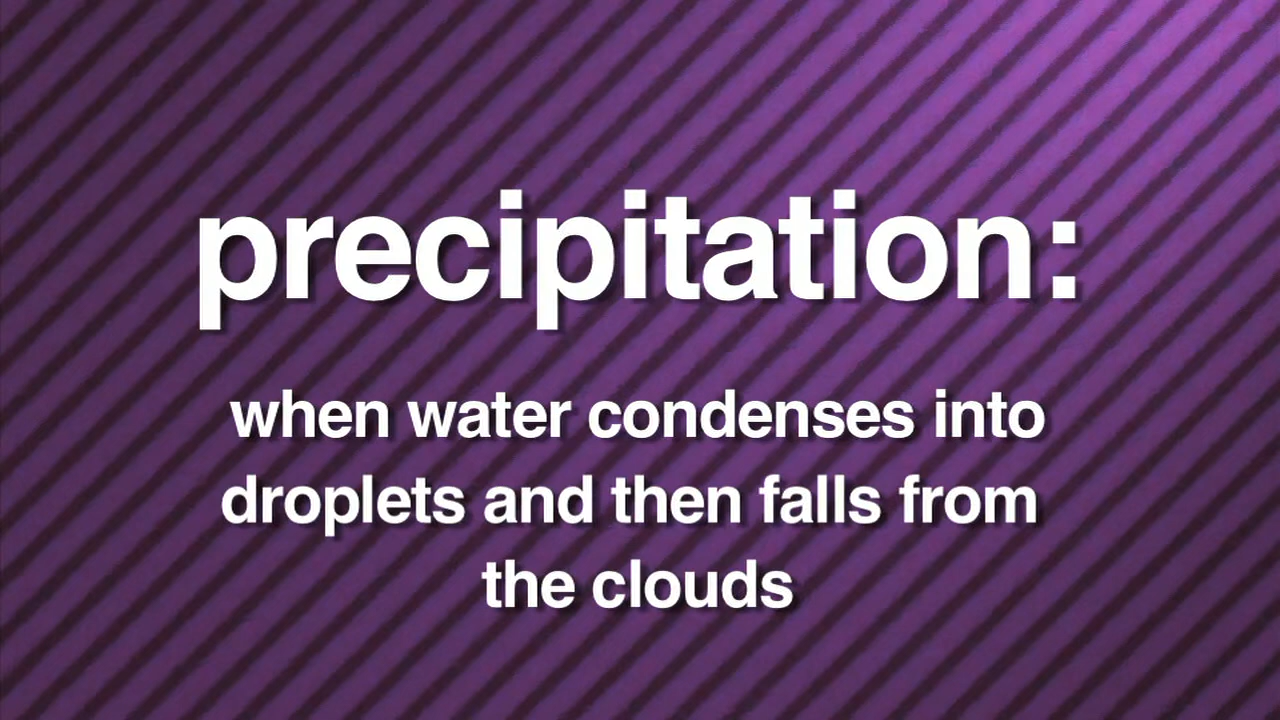 precipitation:
when water condenses into
droplets and then falls from
the clouds